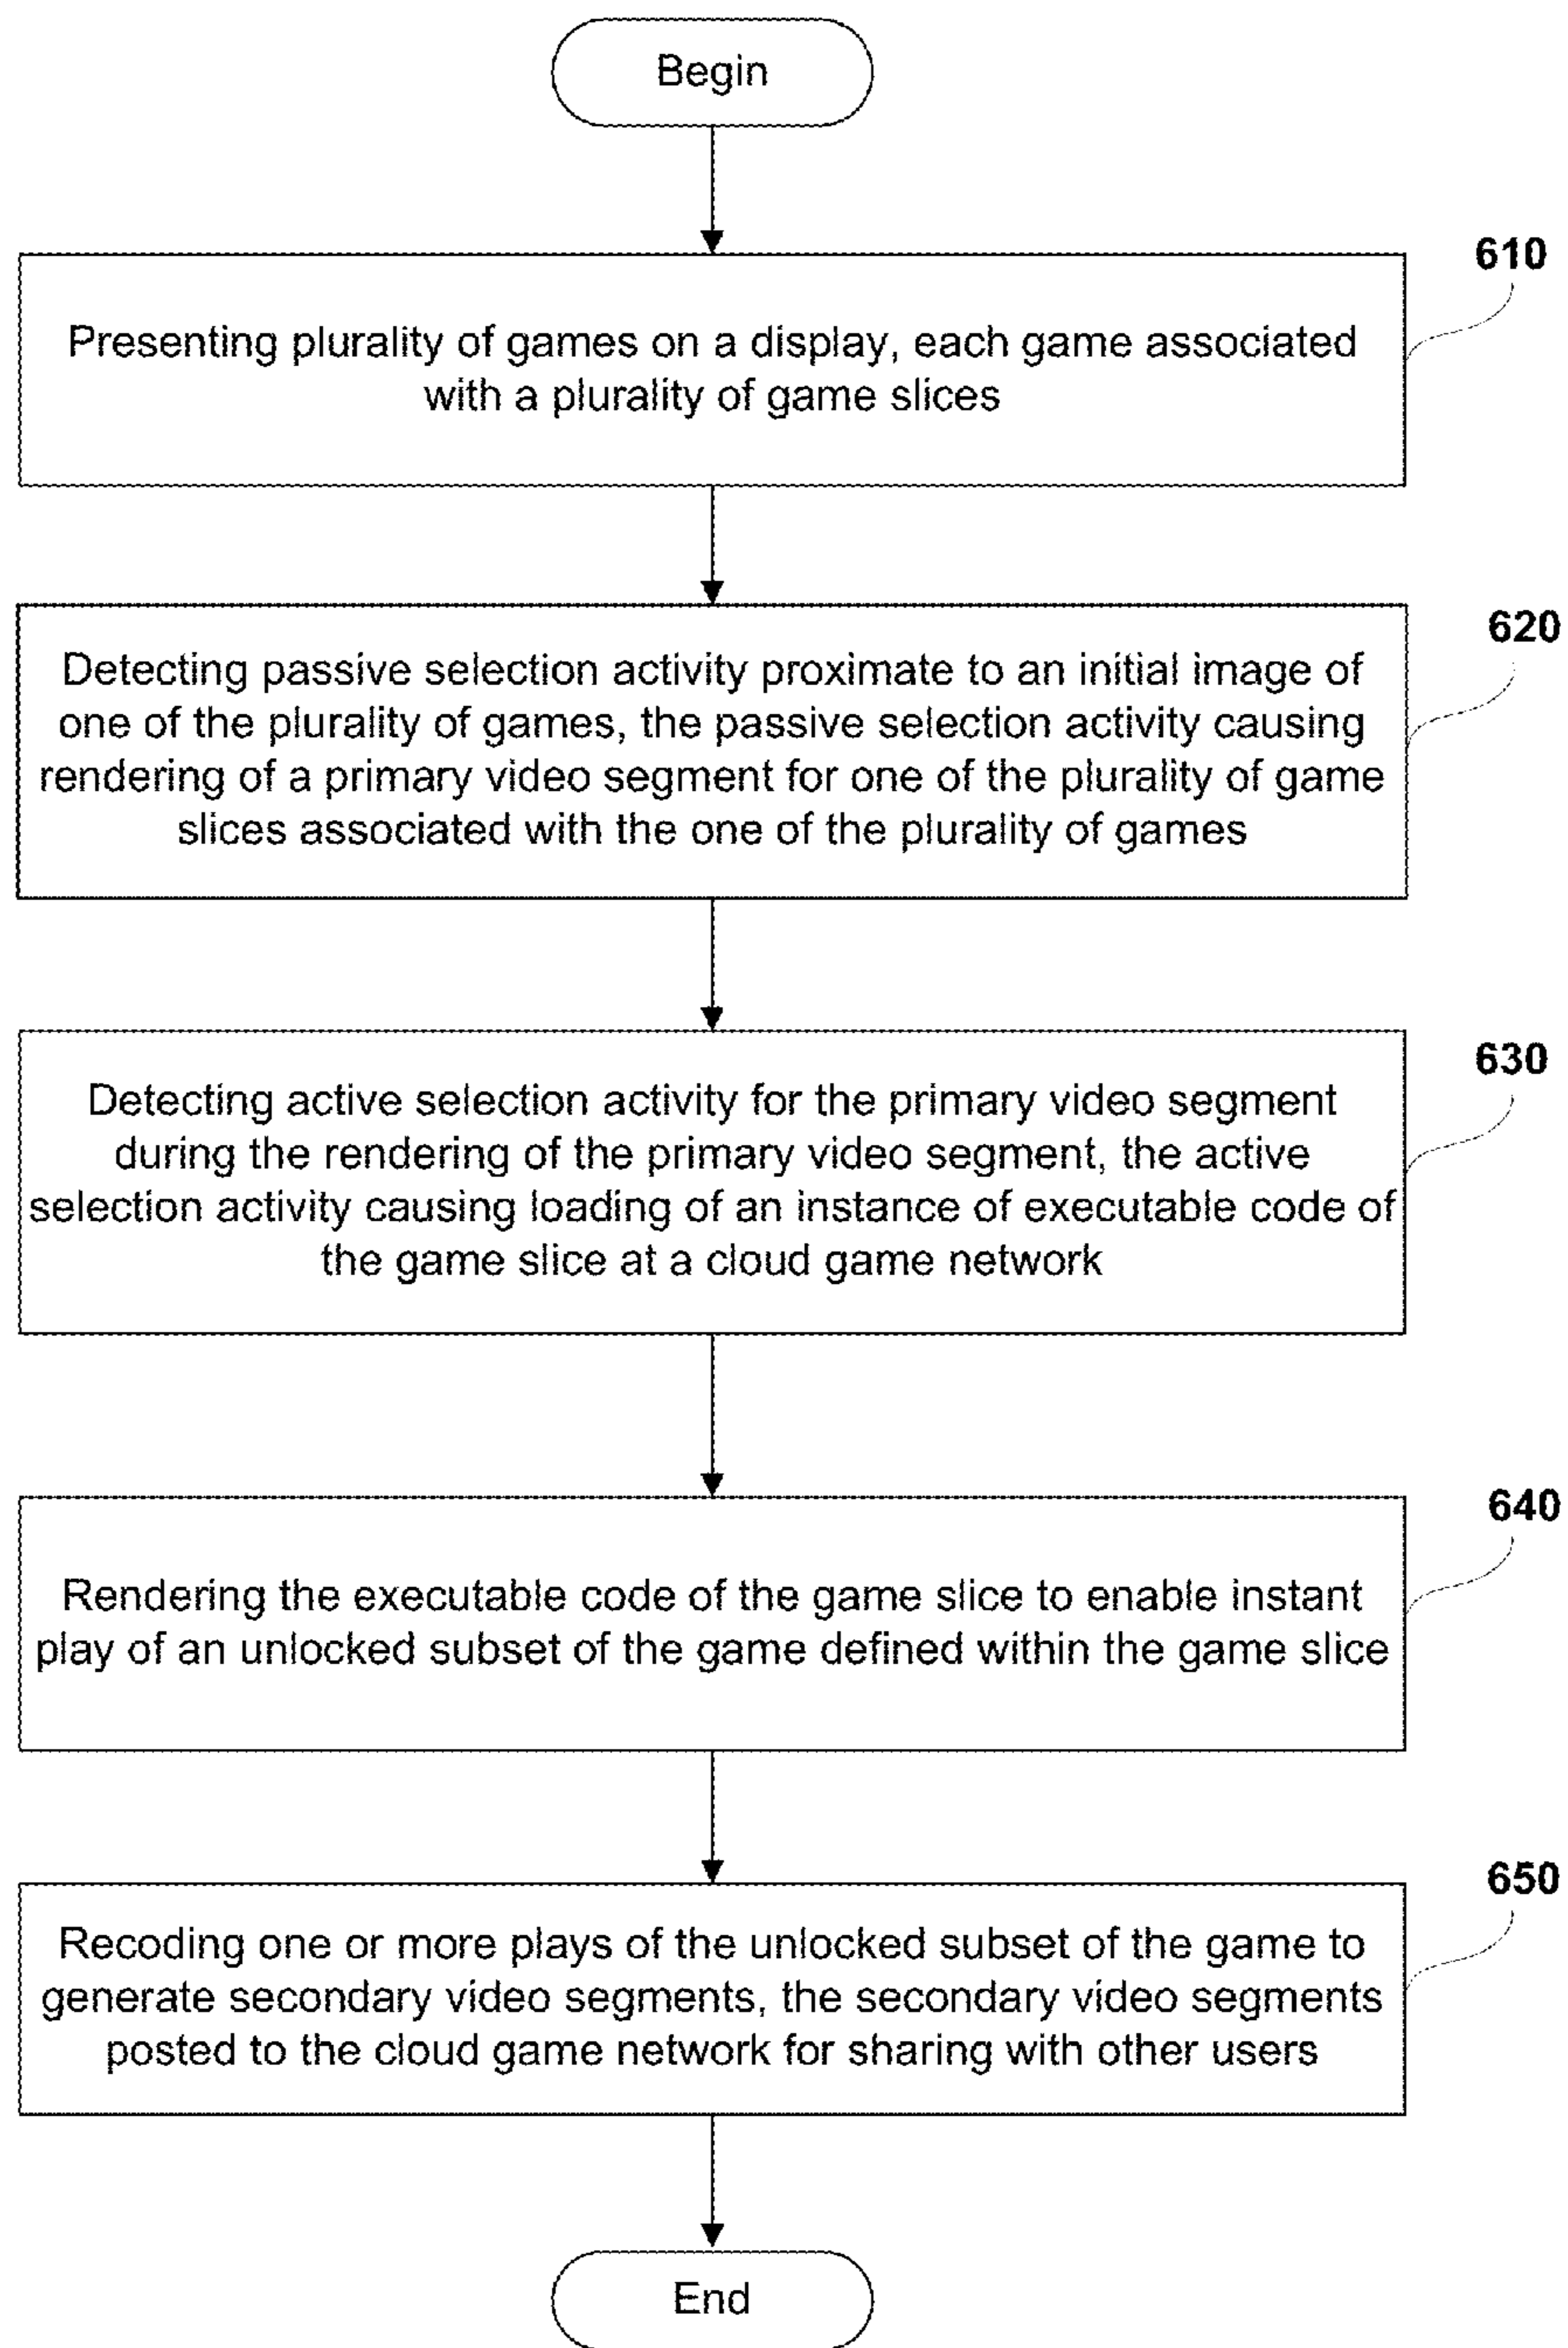 Begin
610
Presenting plurality of games on a display, each game associated
with a plurality of game slices
620
Detecting passive selection activity proximate to an initial image of
one of the plurality of games, the passive selection activity causing
rendering of a primary video segment for one of the plurality of game
slices associated with the one of the plurality of games
630
Detecting active selection activity for the primary video segment
during the rendering of the primary video segment, the active
selection activity causing loading of an instance of executable code of
the game slice at a cloud game network
640
Rendering the executable code of the game slice to enable instant
play of an unlocked subset of the game defined within the game slice
650
Recoding one or more plays of the unlocked subset of the game to
generate secondary video segments, the secondary video segments
posted to the cloud game network for sharing with other users
End